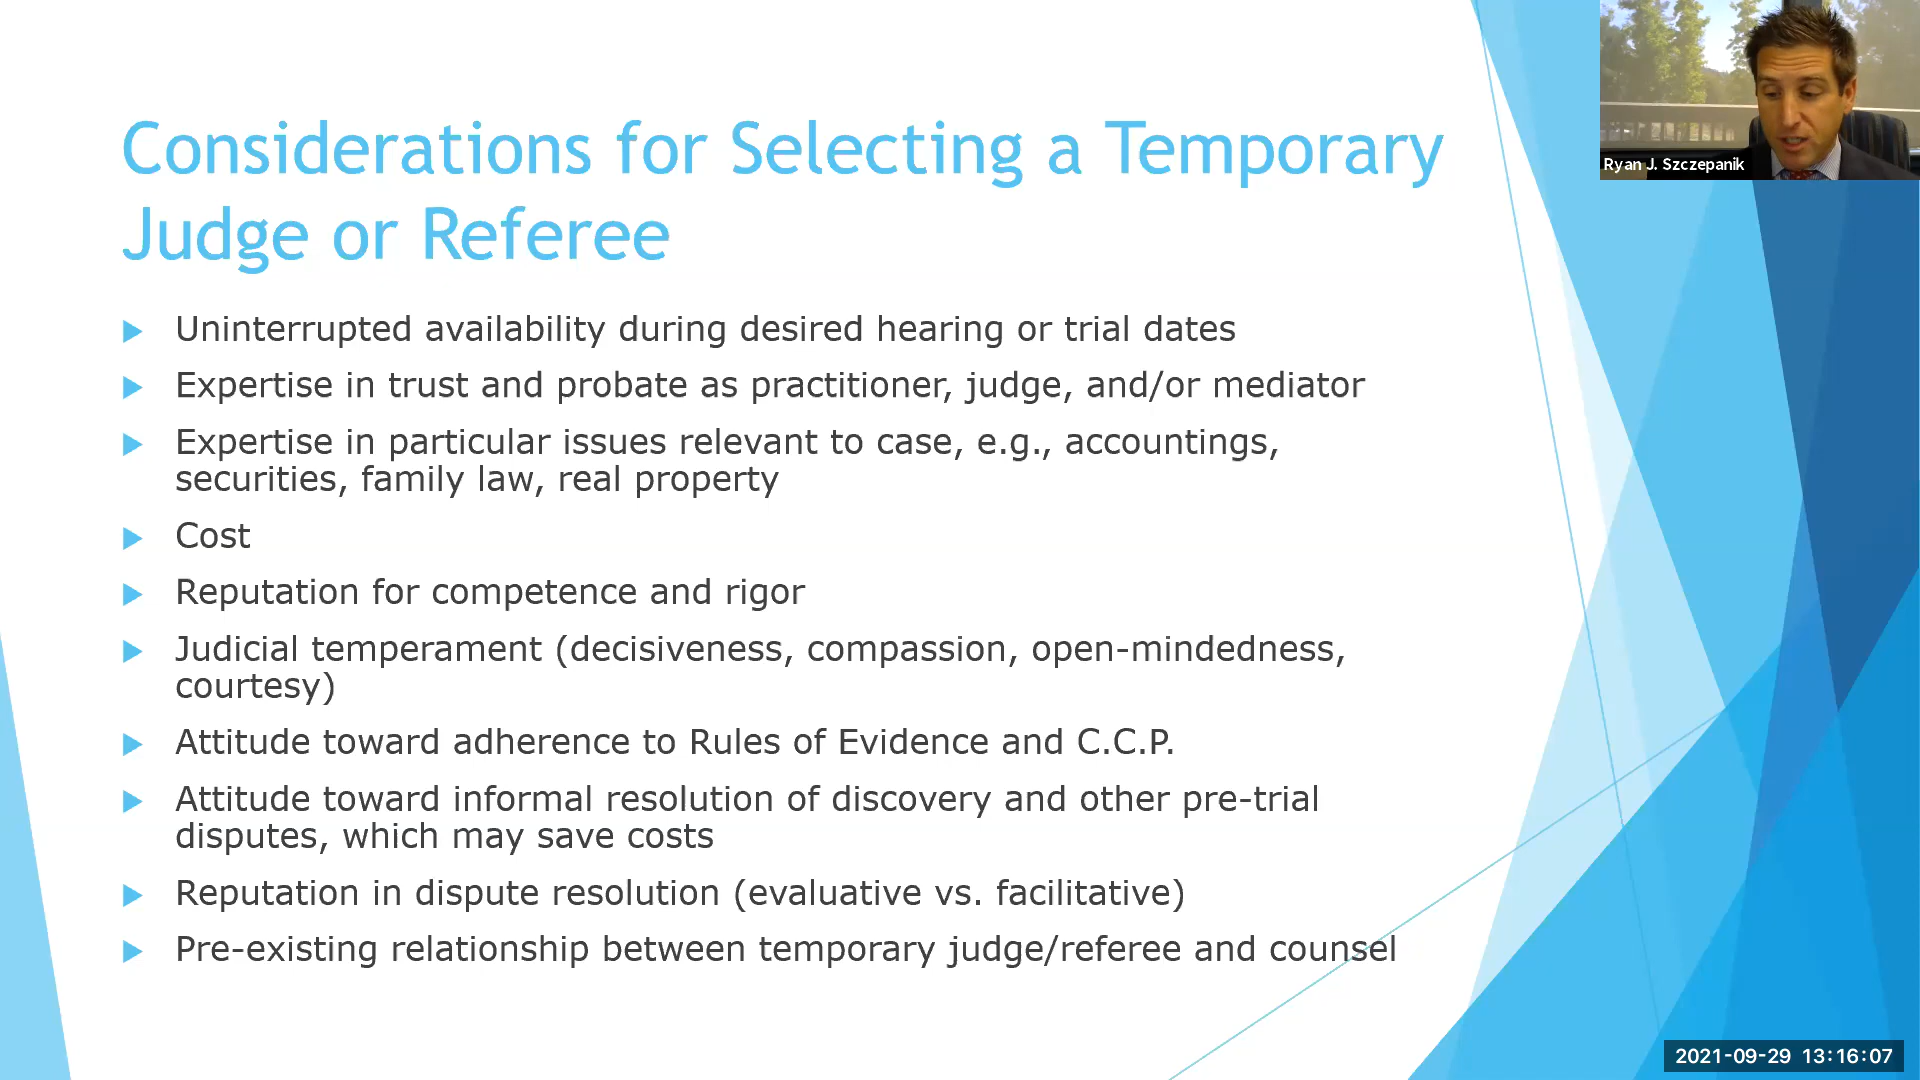 Considerations for Selecting a Temporary
Judge or Referee
Uninterrupted availability during desired hearing or trial dates
Expertise in trust and probate as practitioner, judge, and/or mediator
Expertise in particular issues relevant to case, e.g., accountings,
securities, family law, real property
Cost
Reputation for competence and rigor
Judicial temperament (decisiveness, compassion, open-mindedness,
courtesy)
Attitude toward adherence to Rules of Evidence and C.C.P.
Attitude toward informal resolution of discovery and other pre-trial
disputes, which may save costs
Reputation in dispute resolution (evaluative vs. facilitative)
Pre-existing relationship between temporary judge/referee and counsel
Ryan J. Szczepanik
2021-09-29 13:16:07